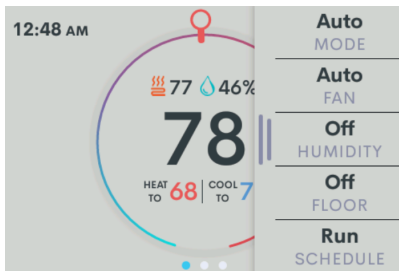 12:48 AM
77 46%
78
HEAT TO 68 COOL TO 7
Auto
MODE
Auto
FAN
Off
HUMIDITY
Off
FLOOR
Run
SCHEDULE